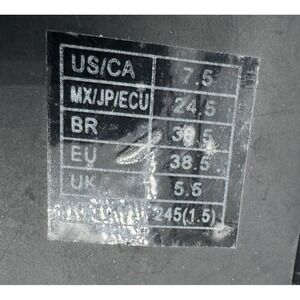 US/CA 7.5
MX/JP/ECU 24.5
BR
EU 38.5
UK 5.5
245(1.5)